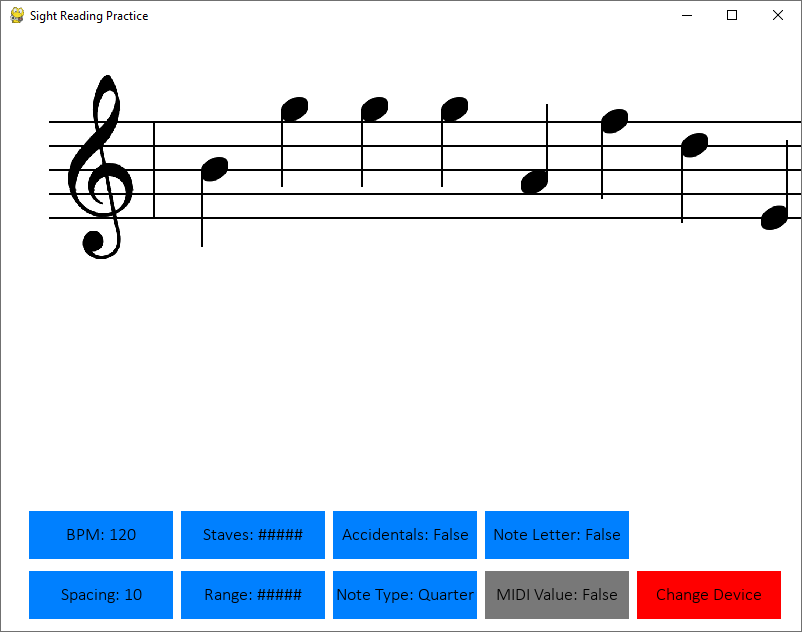 Sight Reading Practice
BPM: 120
Staves: #####
Accidentals: False
Note Letter: False
Spacing: 10
Range: #####
Note Type: Quarter
MIDI Value: False
Change Device